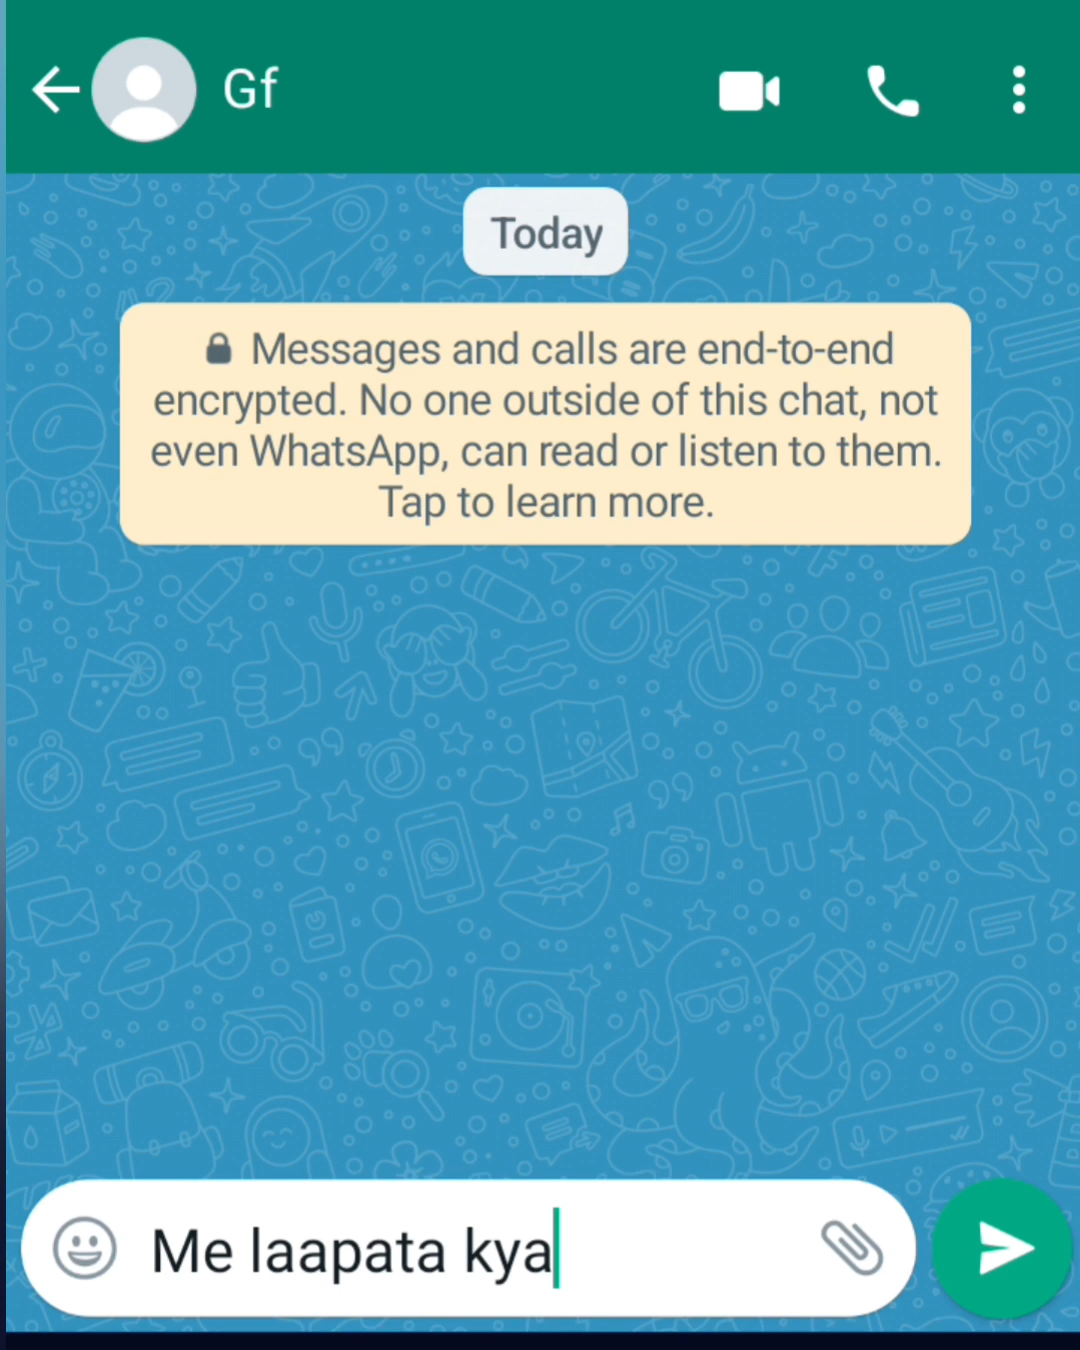 Gf
Today
Messages and calls are end-to-end
encrypted. No one outside of this chat, not
even WhatsApp, can read or listen to them.
Tap to learn more.
Me laapata kya